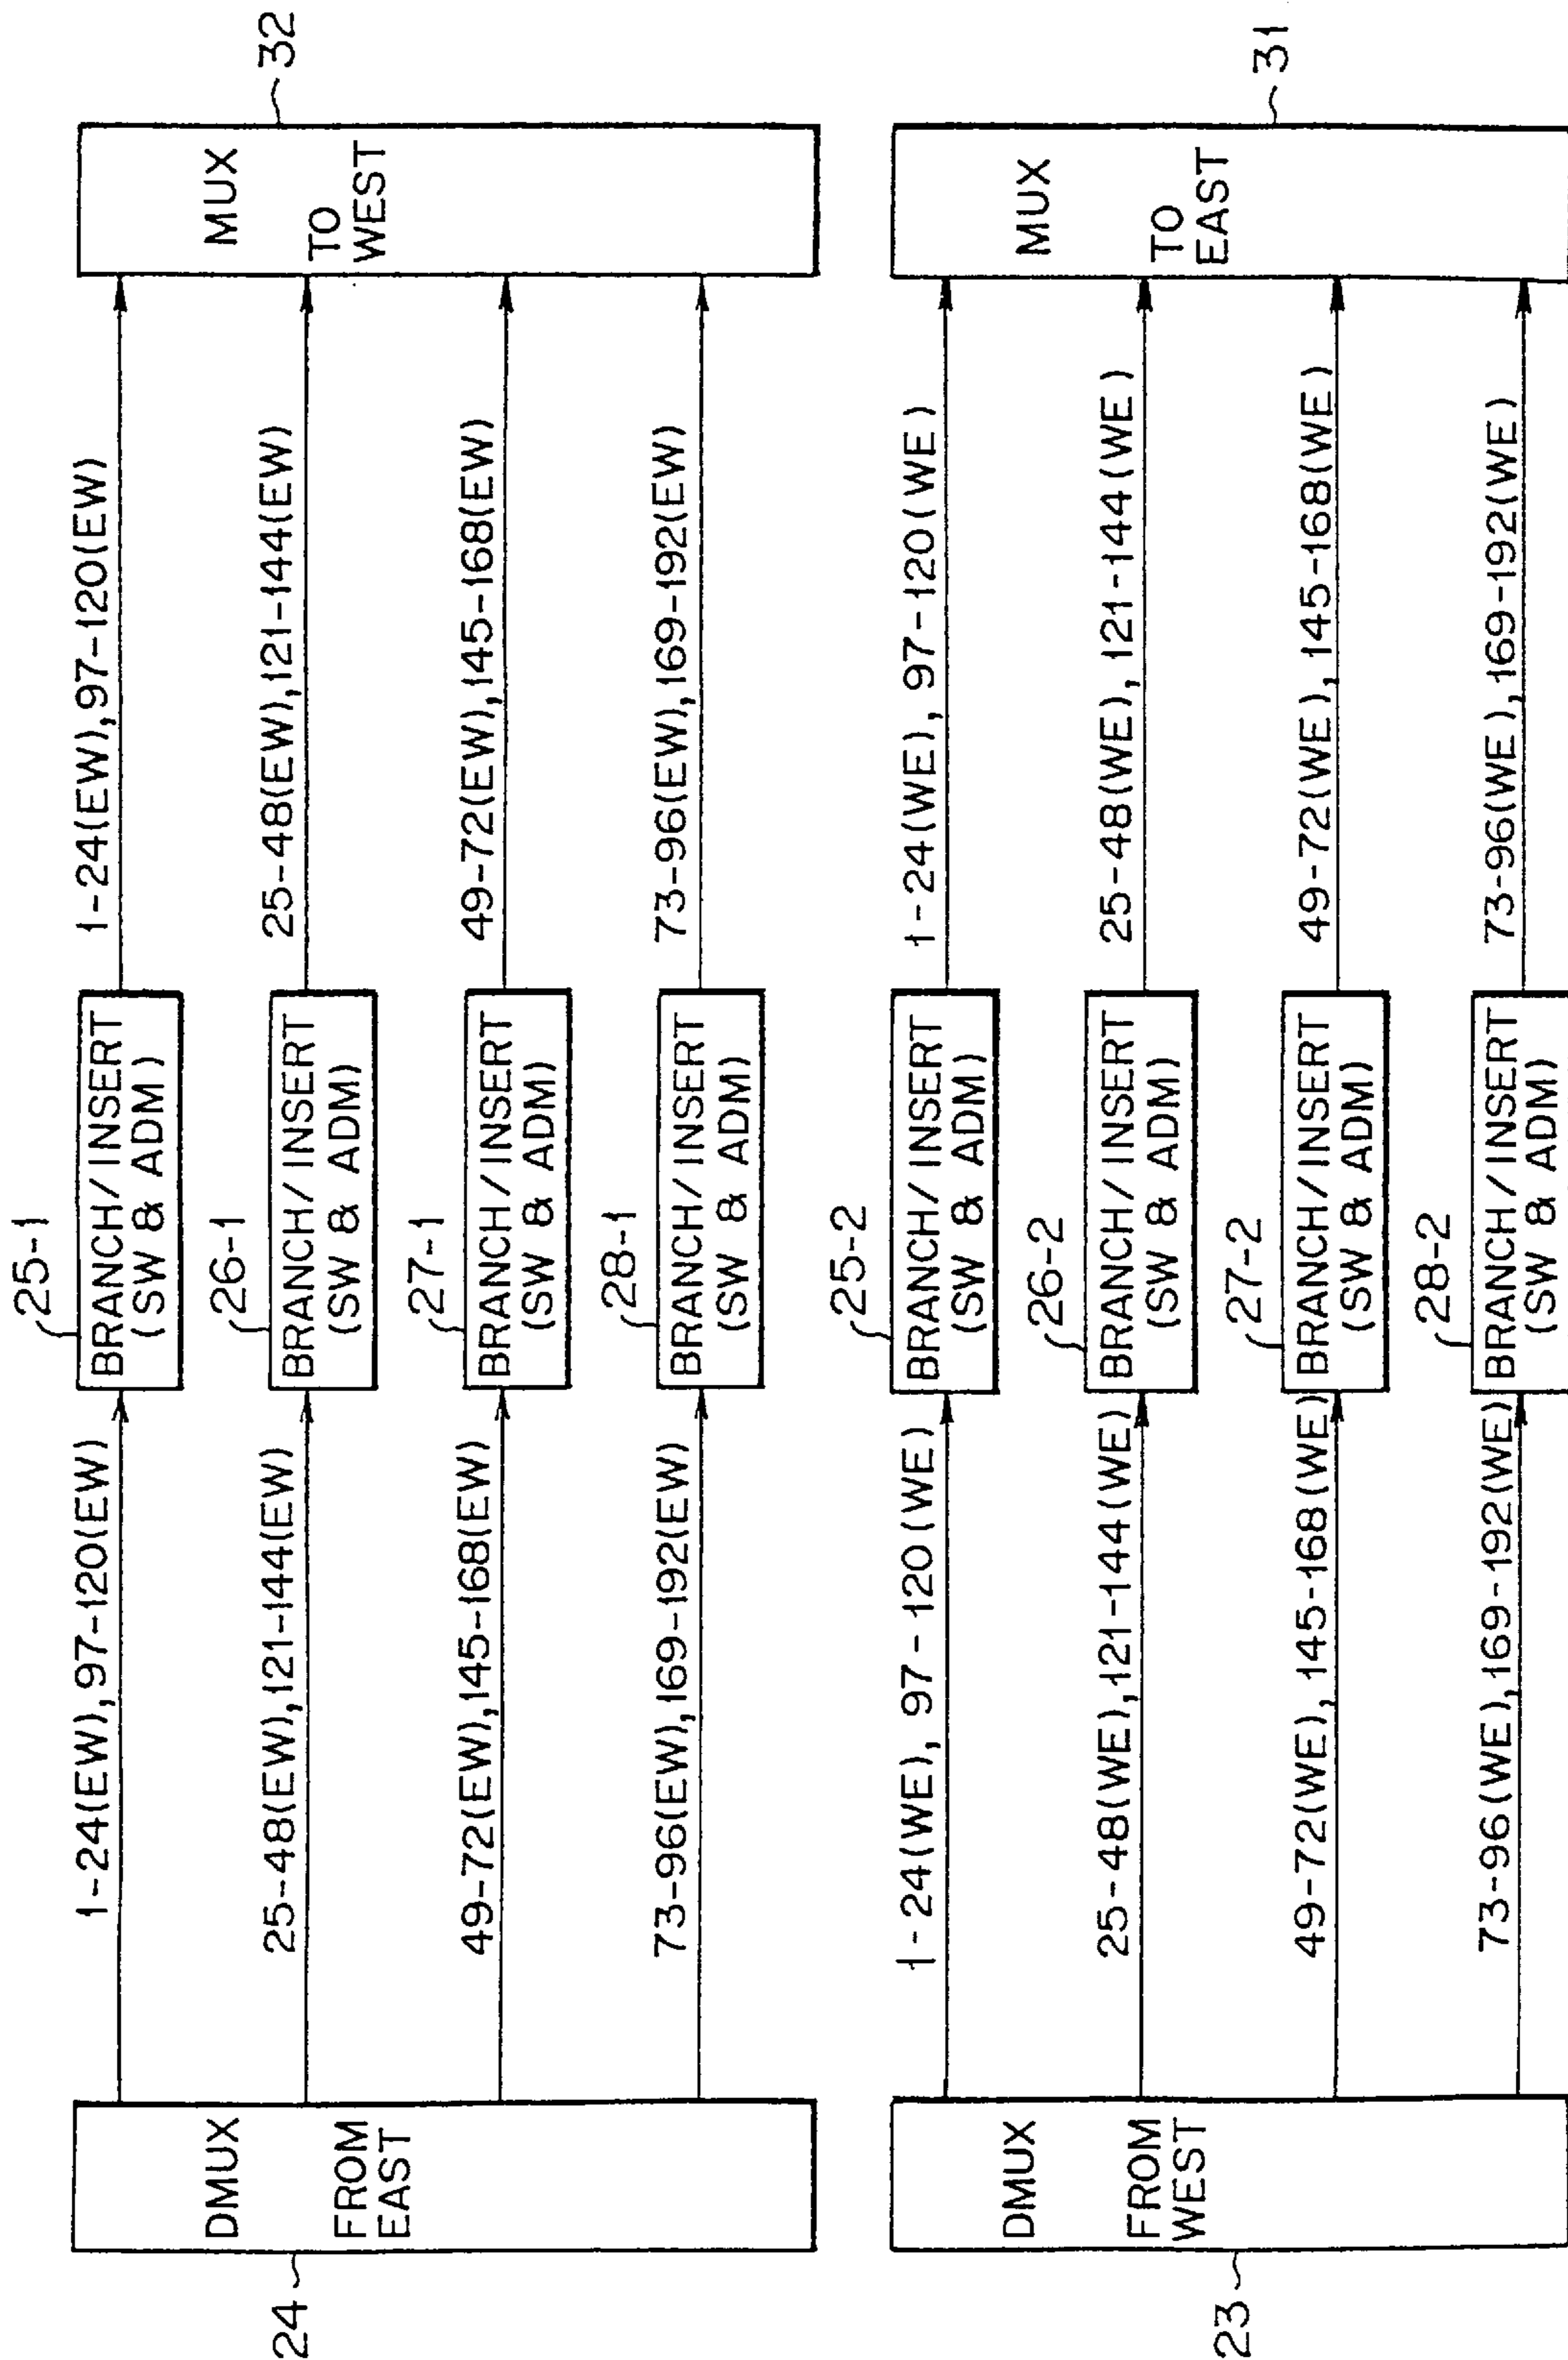 24
DMUX
FROM
EAST
1-24(EW),97-120(EW)
25-48(EW),121-144(EW)
49-72(EW),145-168(EW)
73-96(EW),169-192(EW)
25-1
BRANCH/INSERT
(SW & ADM)
26-1
BRANCH/INSERT
(SW & ADM)
27-1
BRANCH/INSERT
(SW & ADM)
28-1
BRANCH/INSERT
(SW & ADM)
1-24(EW),97-120(EW)
25-48(EW),121-144(EW)
49-72(EW),145-168(EW)
73-96(EW),169-192(EW)
MUX
TO
WEST
32
23
DMUX
FROM
WEST
1-24(WE), 97-120(WE)
25-48(WE),121-144(WE)
49-72(WE), 145-168(WE)
73-96(WE),169-192(WE)
25-2
BRANCH/INSERT
(SW & ADM)
26-2
BRANCH/INSERT
(SW & ADM)
27-2
BRANCH/INSERT
(SW & ADM)
28-2
BRANCH/INSERT
(SW & ADM)
1-24(WE), 97-120(WE)
25-48(WE), 121-144(WE)
49-72(WE), 145-168(WE)
73-96(WE),169-192(WE)
MUX
TO
EAST
31